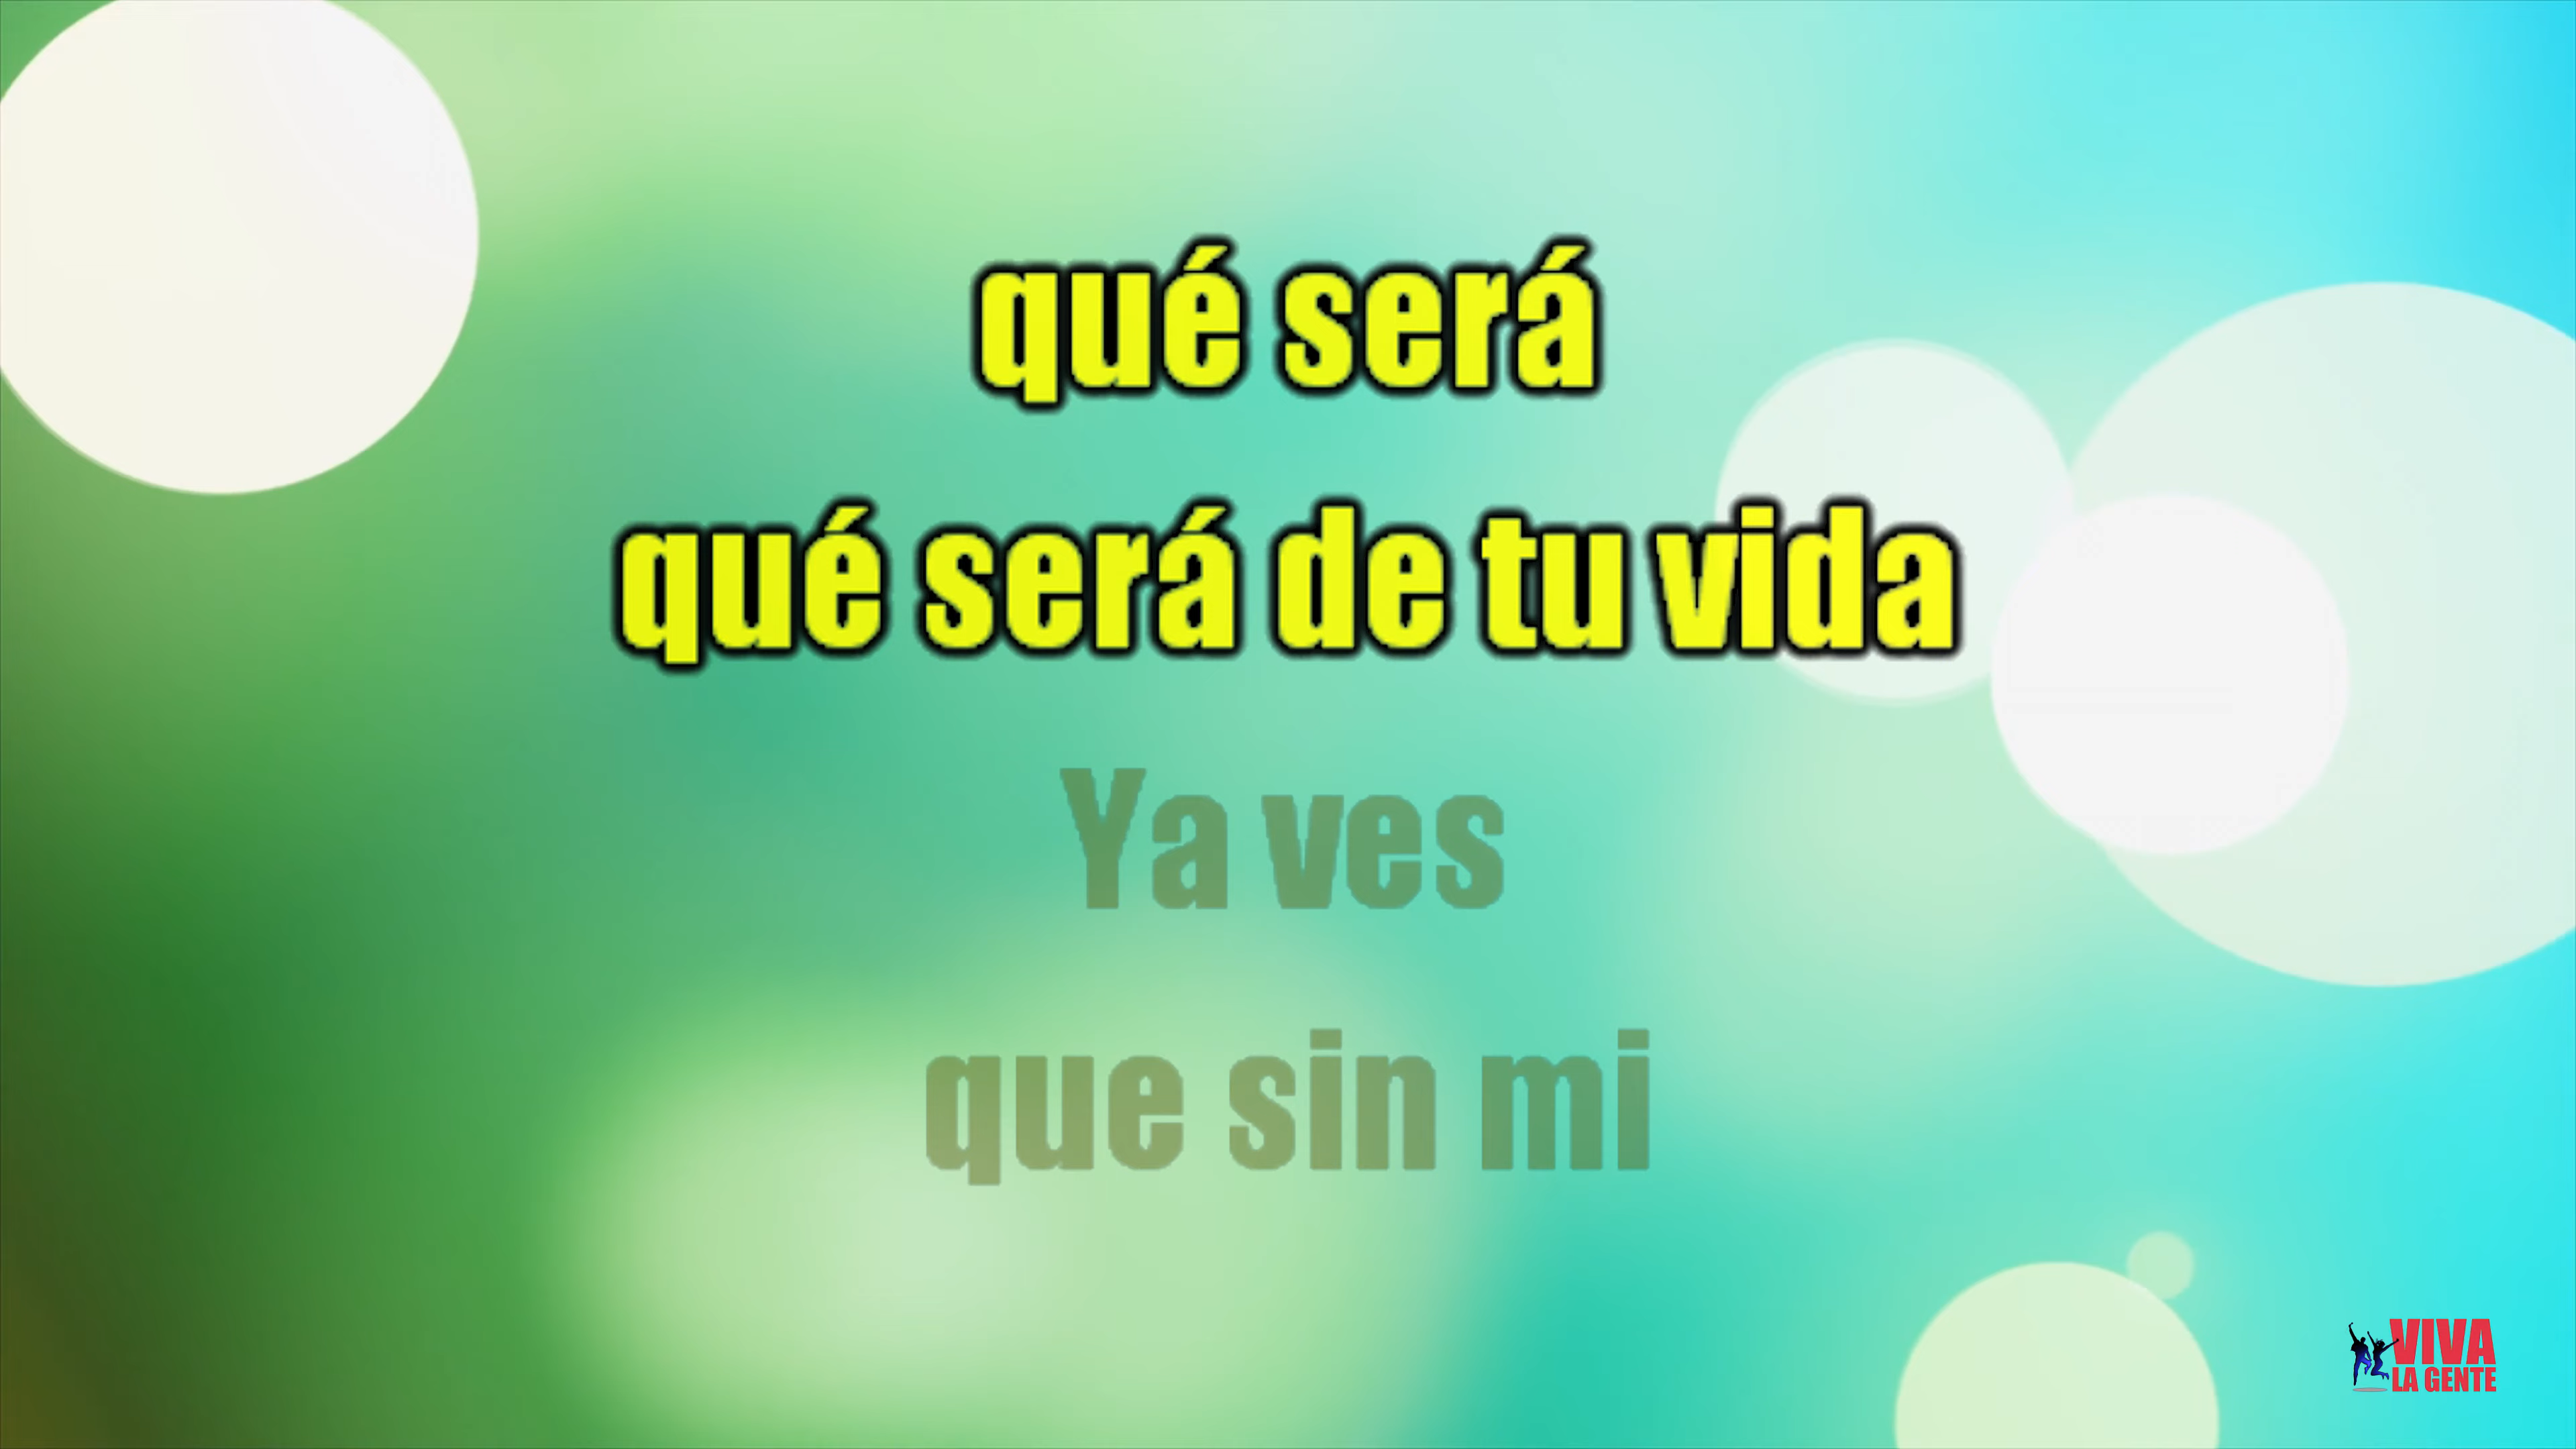 qué será
qué será de tu vida
Ya ves
que sin mi
VIVA
LA GENTE